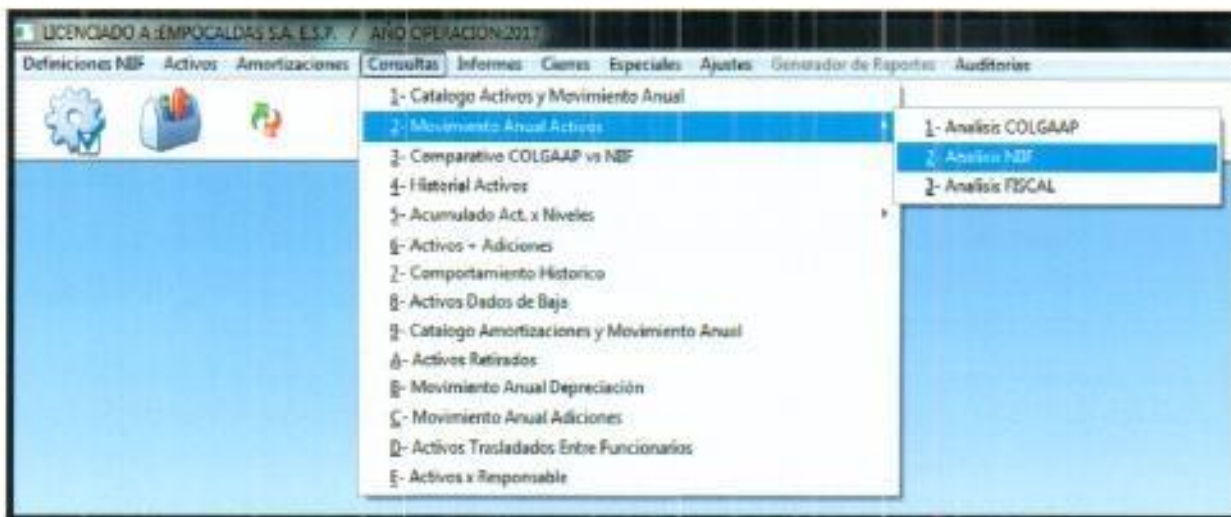 LICENCIADO A :EMPOCALDAS S.A. E.S.P. / AÑO OPERACION:2017
Definiciones NIIF Activos Amortizaciones Consultas Informes Cierres Especiales Ajustes Generador de Reportes Auditorias
1- Catalogo Activos y Movimiento Anual
2- Movimiento Anual Activos
1- Analisis COLGAAP
2- Analisis NIIF
3- Analisis FISCAL
3- Comparativo COLGAAP vs NIIF
4- Historial Activos
5- Acumulado Act. x Niveles
6- Activos + Adiciones
7- Comportamiento Historico
8- Activos Dados de Baja
9- Catalogo Amortizaciones y Movimiento Anual
A- Activos Retirados
B- Movimiento Anual Depreciación
C- Movimiento Anual Adiciones
D- Activos Trasladados Entre Funcionarios
E- Activos x Responsable